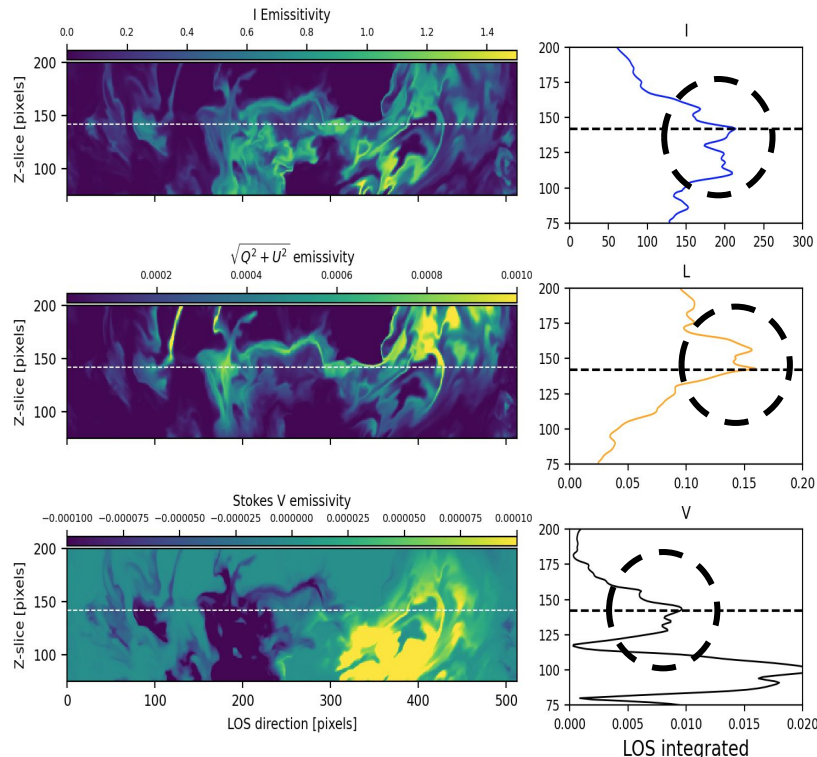 I Emissitivity
0.0 0.2 0.4 0.6 0.8 1.0 1.2 1.4
Z-slice [pixels]
200
150
100
I
200
175
150
125
100
75
0 50 100 150 200 250 300
√Q² + U² emissivity
0.0002 0.0004 0.0006 0.0008 0.0010
Z-slice [pixels]
200
150
100
L
200
175
150
125
100
75
0.00 0.05 0.10 0.15 0.20
Stokes V emissivity
−0.000100 −0.000075 −0.000050 −0.000025 0.000000 0.000025 0.000050 0.000075 0.00010
Z-slice [pixels]
200
150
100
0 100 200 300 400 500
LOS direction [pixels]
V
200
175
150
125
100
75
0.000 0.005 0.010 0.015 0.020
LOS integrated